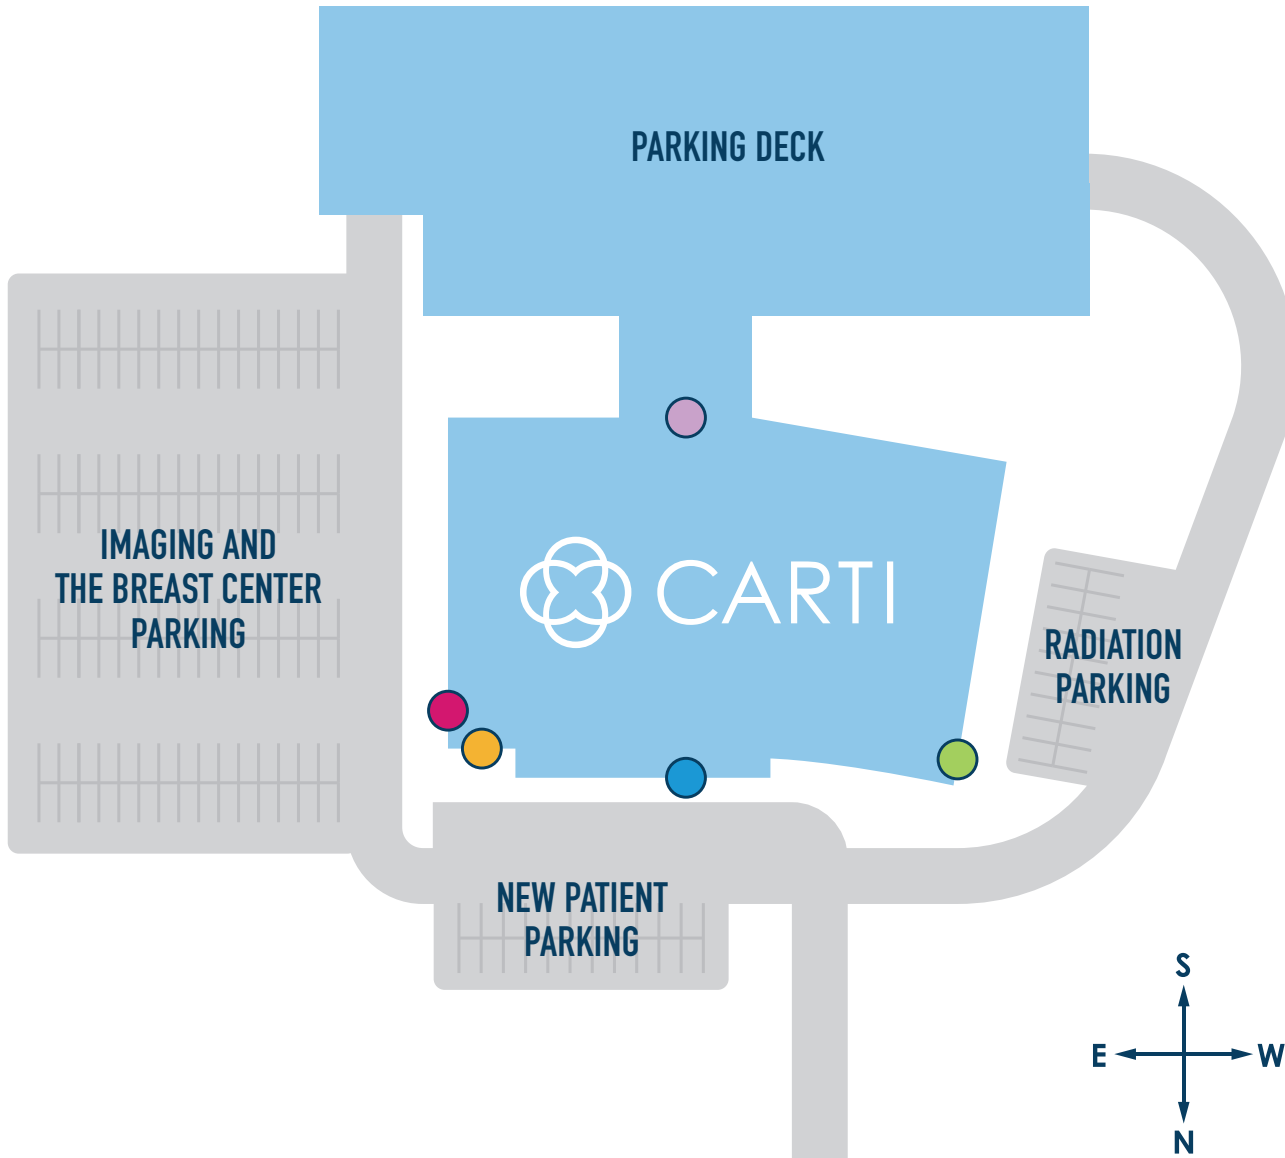 PARKING DECK
IMAGING AND
THE BREAST CENTER
PARKING
CARTI
RADIATION
PARKING
NEW PATIENT
PARKING
S
E
W
N